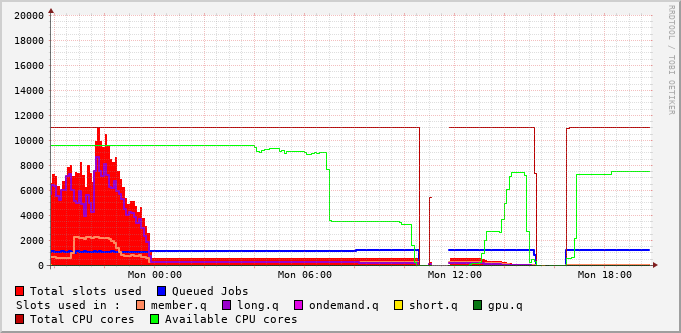 20000
18000
16000
14000
12000
10000
8000
6000
4000
2000
0
Mon 00:00 Mon 06:00 Mon 12:00 Mon 18:00
Total slots used Queued Jobs
Slots used in : member.q long.q ondemand.q short.q gpu.q
Total CPU cores Available CPU cores
RRDTOOL / TOBI OETIKER